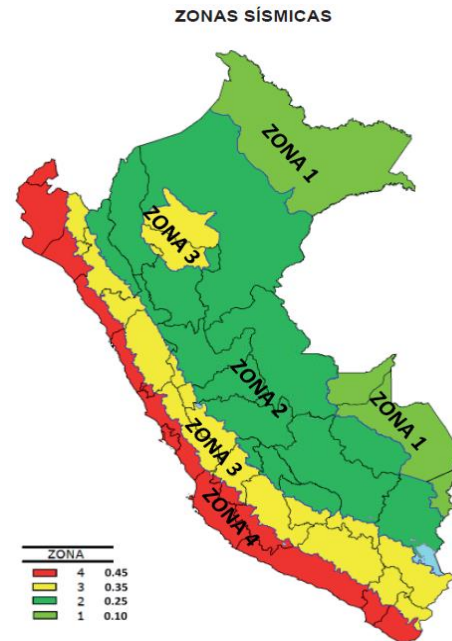 ZONAS SÍSMICAS
ZONA 1
ZONA 3
ZONA 2
ZONA 1
ZONA 3
ZONA 4
ZONA
4 0.45
3 0.35
2 0.25
1 0.10